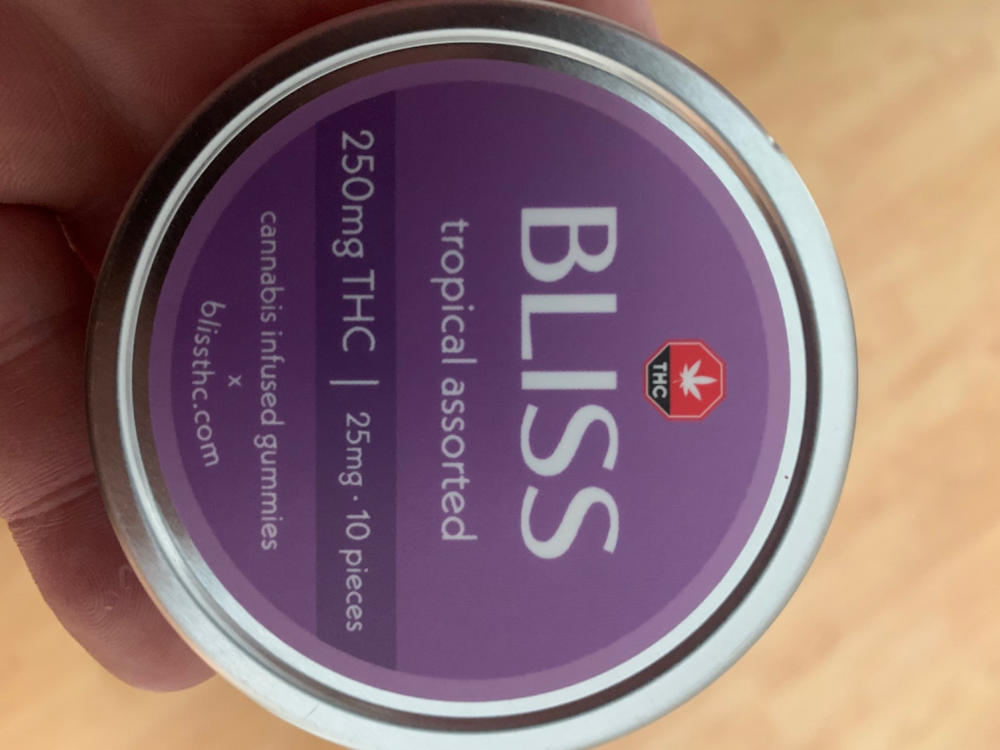 THC
BLISS
tropical assorted
250mg THC | 25mg · 10 pieces
cannabis infused gummies
x
blissthc.com